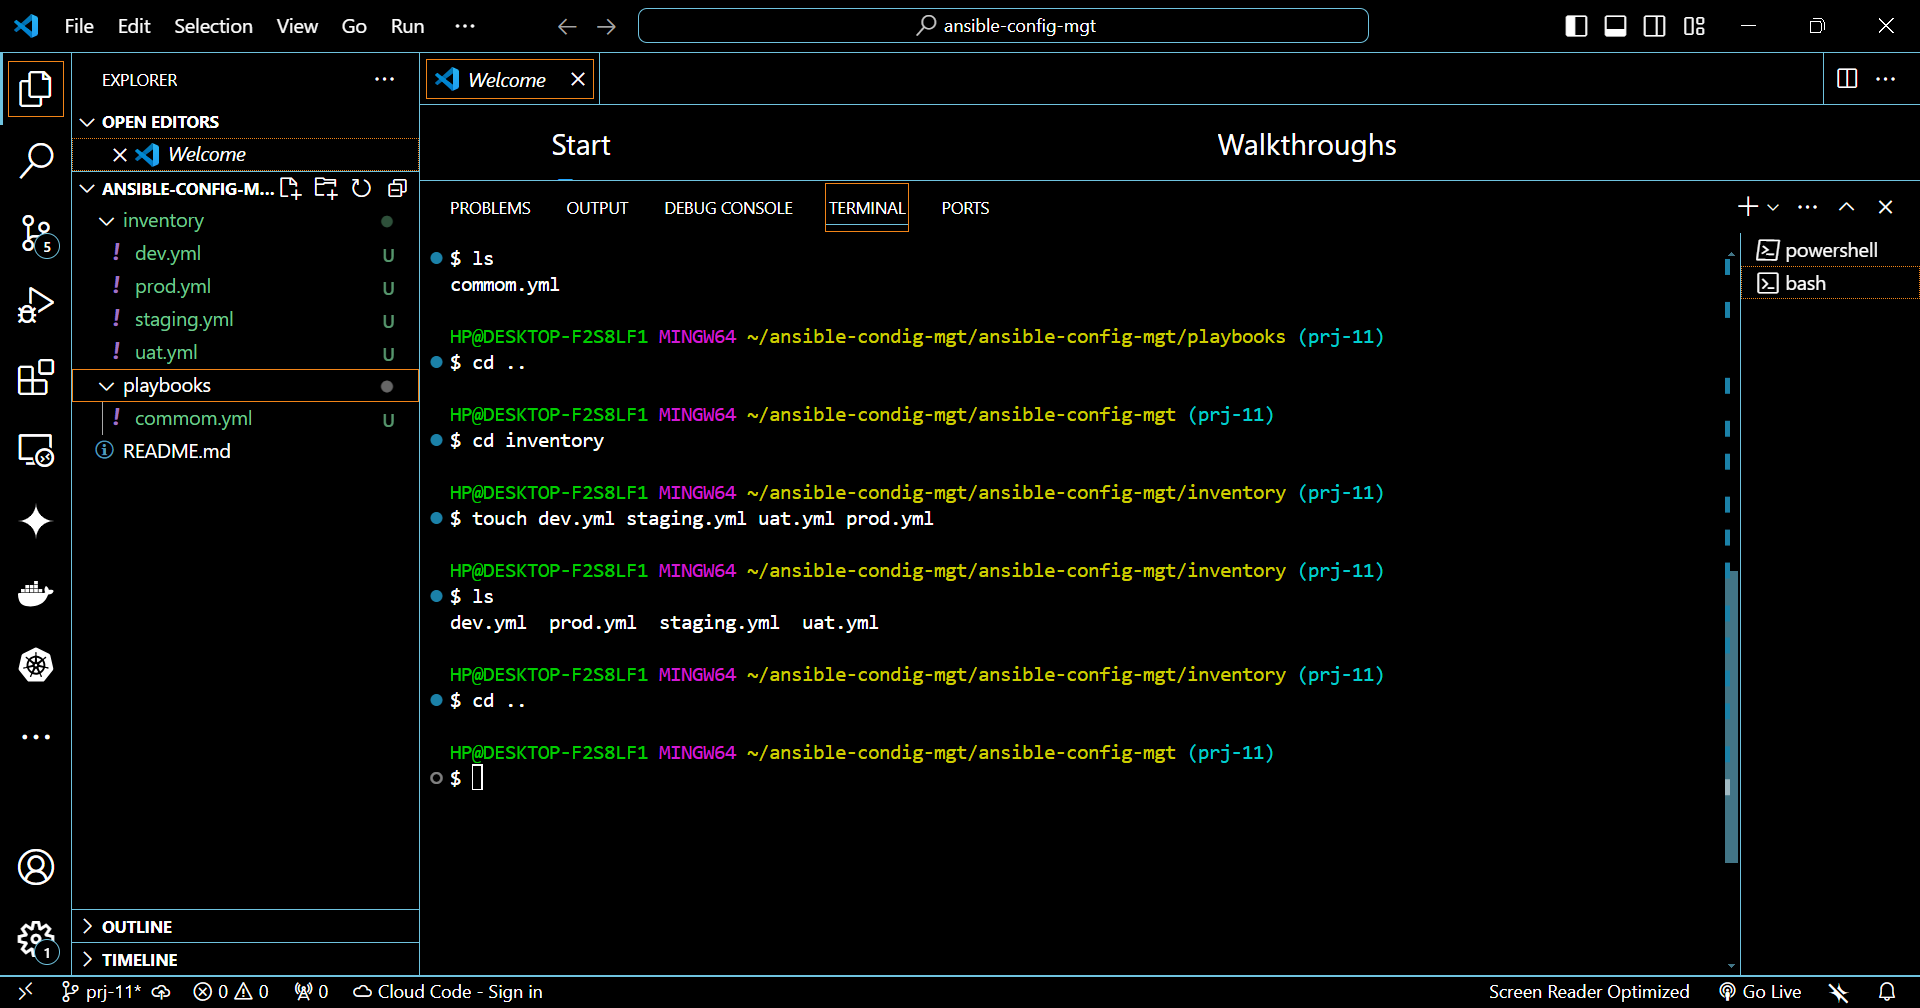 File Edit Selection View Go Run ··· ansible-config-mgt
EXPLORER ···
OPEN EDITORS
Welcome
ANSIBLE-CONFIG-M...
inventory
! dev.yml U
! prod.yml U
! staging.yml U
! uat.yml U
playbooks
! commom.yml U
README.md
OUTLINE
TIMELINE
5
1
Welcome
Start Walkthroughs
PROBLEMS OUTPUT DEBUG CONSOLE TERMINAL PORTS
$ ls
commom.yml
HP@DESKTOP-F2S8LF1 MINGW64 ~/ansible-condig-mgt/ansible-config-mgt/playbooks (prj-11)
$ cd ..
HP@DESKTOP-F2S8LF1 MINGW64 ~/ansible-condig-mgt/ansible-config-mgt (prj-11)
$ cd inventory
HP@DESKTOP-F2S8LF1 MINGW64 ~/ansible-condig-mgt/ansible-config-mgt/inventory (prj-11)
$ touch dev.yml staging.yml uat.yml prod.yml
HP@DESKTOP-F2S8LF1 MINGW64 ~/ansible-condig-mgt/ansible-config-mgt/inventory (prj-11)
$ ls
dev.yml prod.yml staging.yml uat.yml
HP@DESKTOP-F2S8LF1 MINGW64 ~/ansible-condig-mgt/ansible-config-mgt/inventory (prj-11)
$ cd ..
HP@DESKTOP-F2S8LF1 MINGW64 ~/ansible-condig-mgt/ansible-config-mgt (prj-11)
$
powershell
bash
prj-11* 0 0 0 Cloud Code - Sign in Screen Reader Optimized Go Live